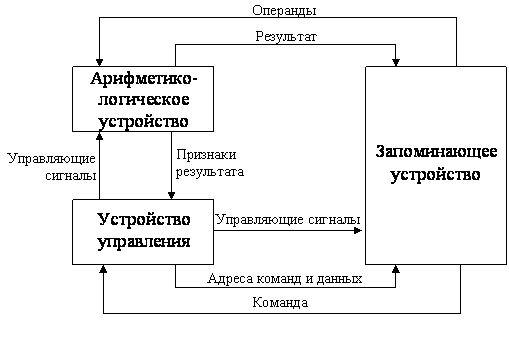 Операнды
Результат
Арифметико-
логическое
устройство
Запоминающее
устройство
Управляющие
сигналы
Признаки
результата
Устройство
управления
Управляющие сигналы
Адреса команд и данных
Команда